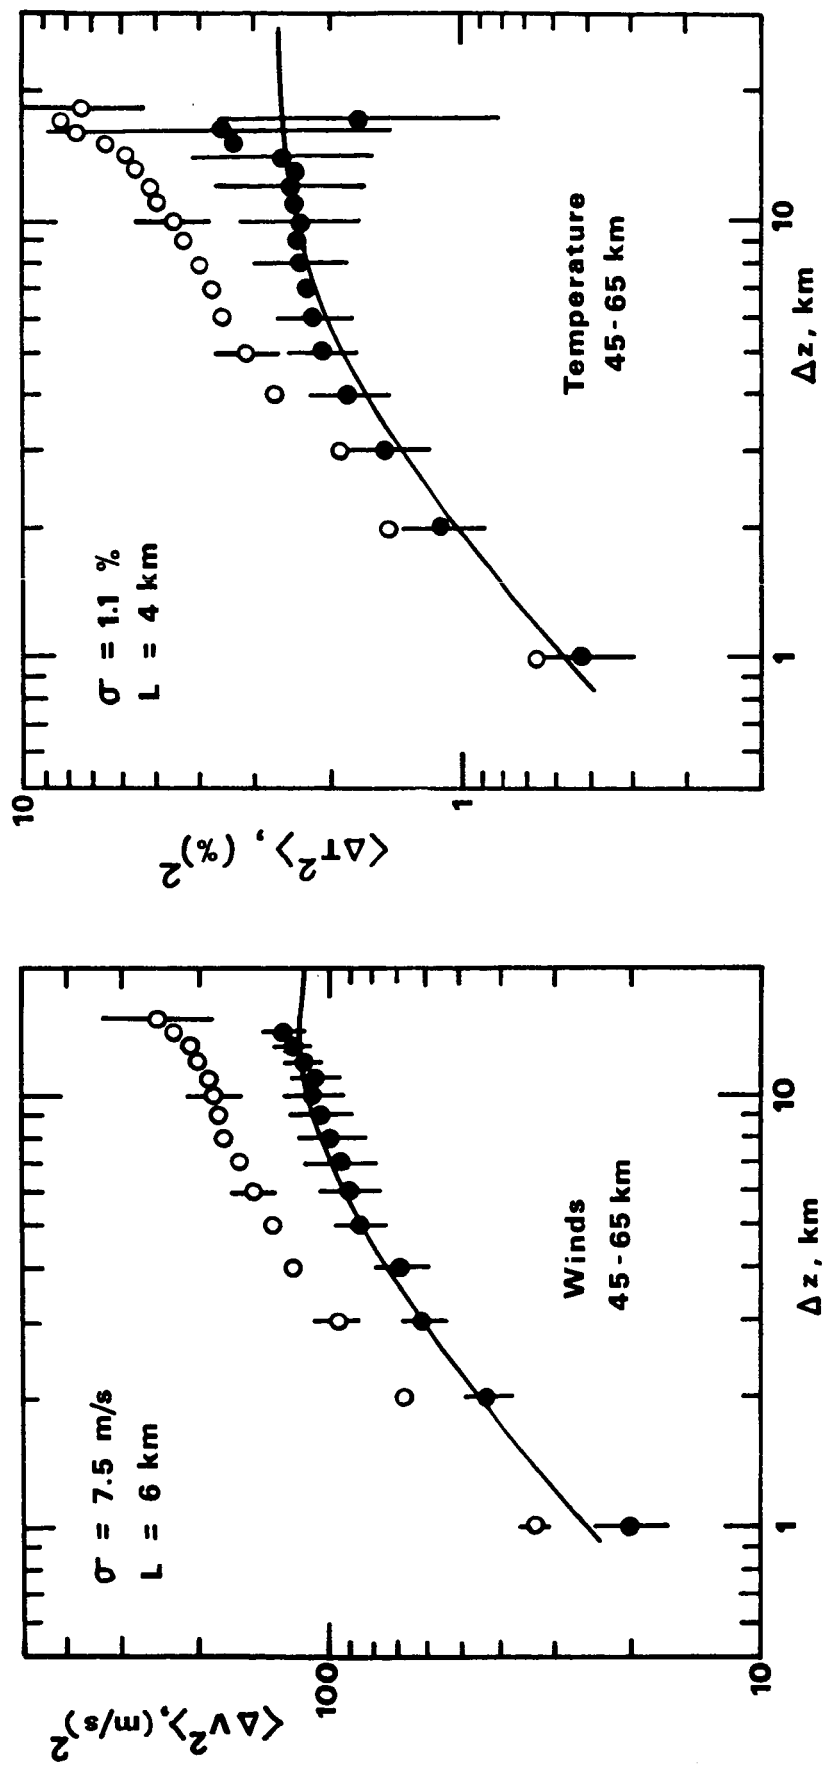 σ = 7.5 m/s
L = 6 km
⟨ΔV²⟩, (m/s)²
100
10
Winds
45-65 km
1
10
Δz, km
σ = 1.1 %
L = 4 km
⟨ΔT²⟩, (%)²
10
1
Temperature
45-65 km
1
10
Δz, km